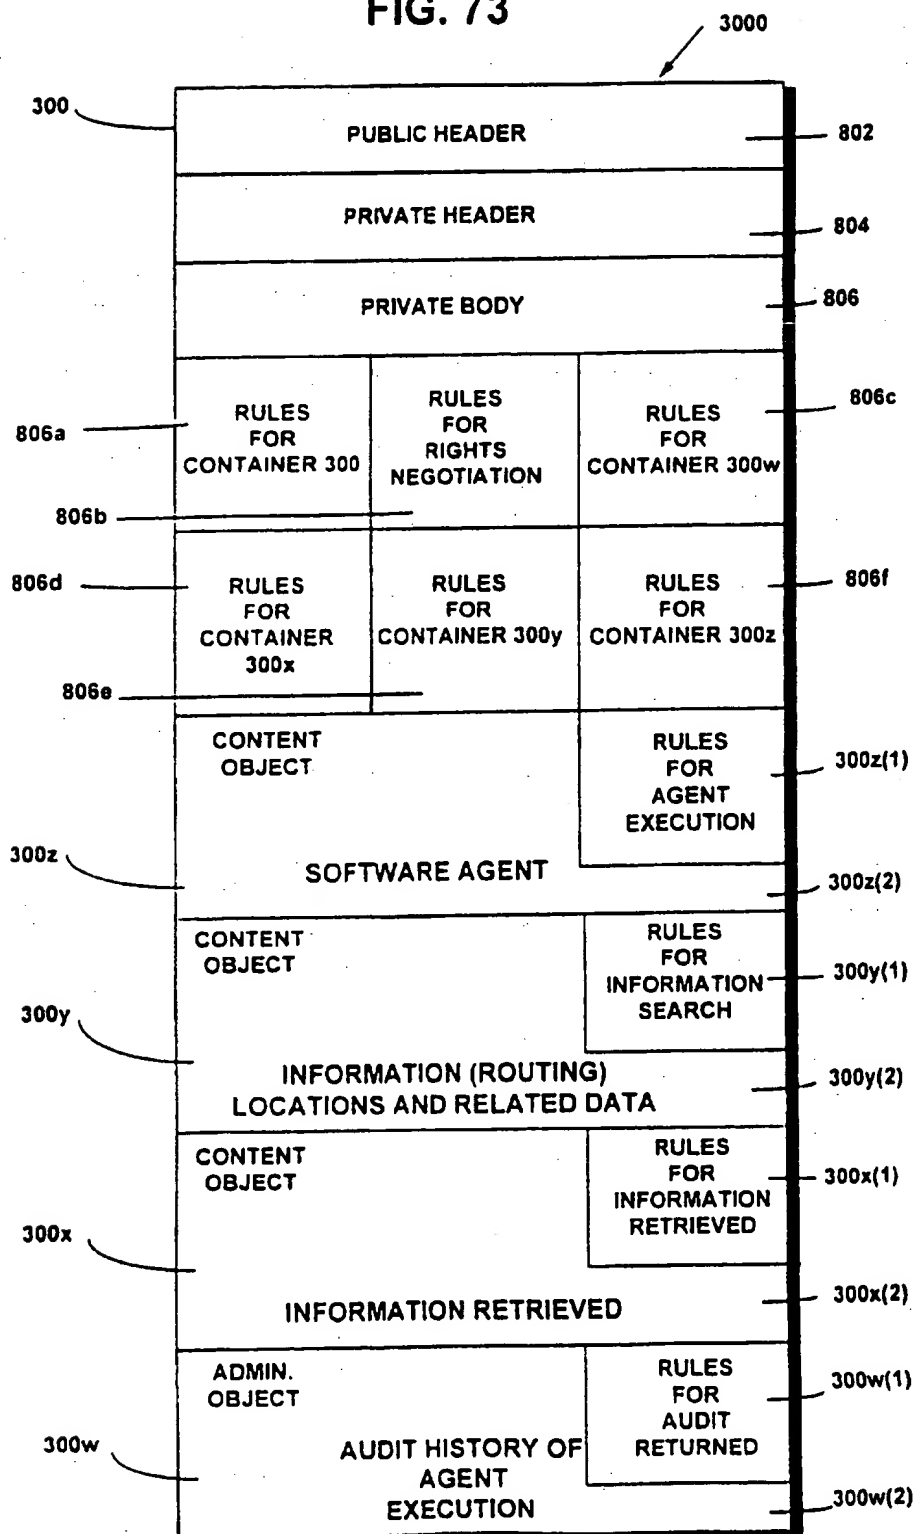 FIG. 73
3000
300
PUBLIC HEADER
802
PRIVATE HEADER
804
PRIVATE BODY
806
806a
RULES
FOR
CONTAINER 300
806b
RULES
FOR
RIGHTS
NEGOTIATION
RULES
FOR
CONTAINER 300w
806c
806d
RULES
FOR
CONTAINER
300x
806e
RULES
FOR
CONTAINER 300y
RULES
FOR
CONTAINER 300z
806f
CONTENT
OBJECT
RULES
FOR
AGENT
EXECUTION
300z(1)
300z
SOFTWARE AGENT
300z(2)
CONTENT
OBJECT
RULES
FOR
INFORMATION
SEARCH
300y(1)
300y
INFORMATION (ROUTING)
LOCATIONS AND RELATED DATA
300y(2)
CONTENT
OBJECT
RULES
FOR
INFORMATION
RETRIEVED
300x(1)
300x
INFORMATION RETRIEVED
300x(2)
ADMIN.
OBJECT
RULES
FOR
AUDIT
RETURNED
300w(1)
300w
AUDIT HISTORY OF
AGENT
EXECUTION
300w(2)